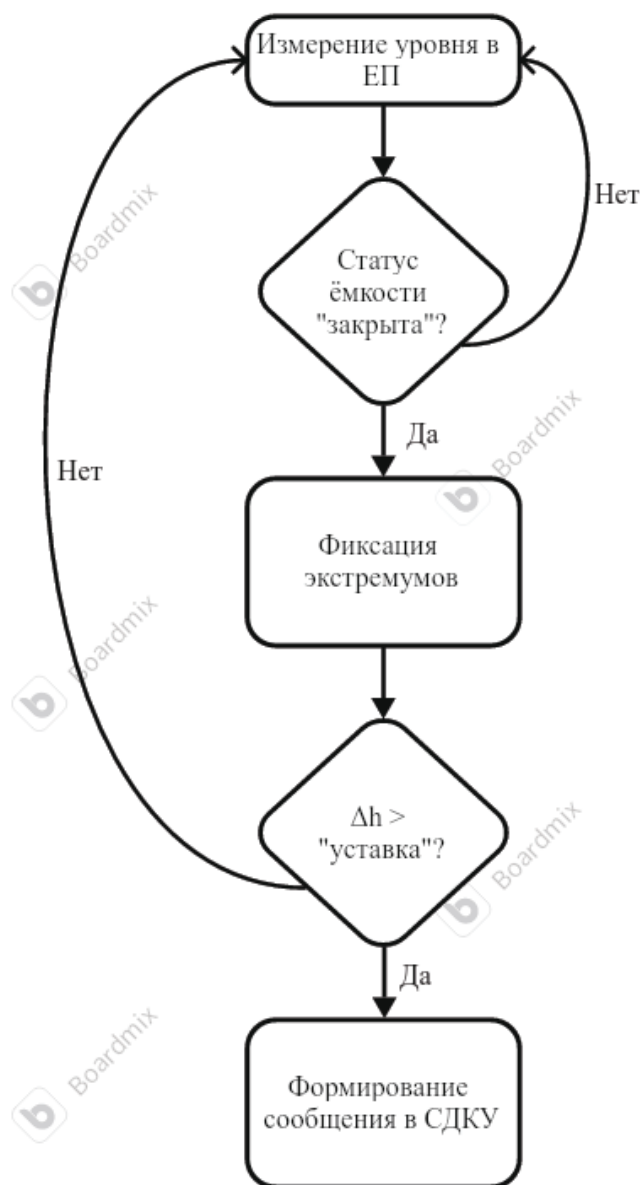 Измерение уровня в
ЕП
Нет
Boardmix
Статус
ёмкости
"закрыта"?
Да
Boardmix
Нет
Фиксация
экстремумов
Boardmix
Δh >
"уставка"?
Boardmix
Да
Boardmix
Формирование
сообщения в СДКУ